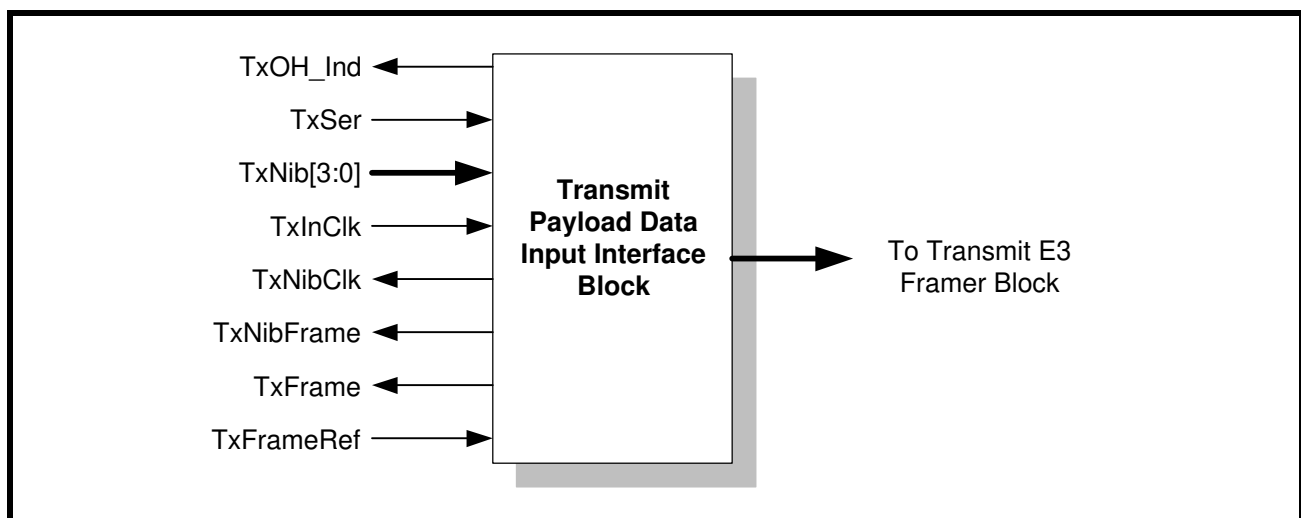 TxOH_Ind
TxSer
TxNib[3:0]
TxInClk
TxNibClk
TxNibFrame
TxFrame
TxFrameRef
Transmit
Payload Data
Input Interface
Block
To Transmit E3
Framer Block